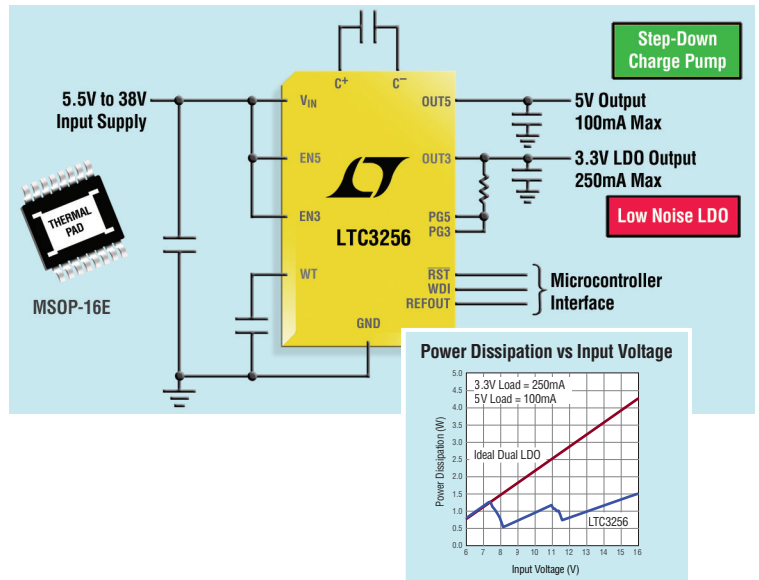 Step-Down
Charge Pump
C+
C–
5.5V to 38V
Input Supply
VIN
OUT5
5V Output
100mA Max
EN5
OUT3
3.3V LDO Output
250mA Max
EN3
PG5
PG3
Low Noise LDO
LTC3256
THERMAL
PAD
MSOP-16E
WT
RST
WDI
REFOUT
Microcontroller
Interface
GND
Power Dissipation vs Input Voltage
3.3V Load = 250mA
5V Load = 100mA
Ideal Dual LDO
LTC3256
Power Dissipation (W)
5.0
4.5
4.0
3.5
3.0
2.5
2.0
1.5
1.0
0.5
0.0
6 7 8 9 10 11 12 13 14 15 16
Input Voltage (V)